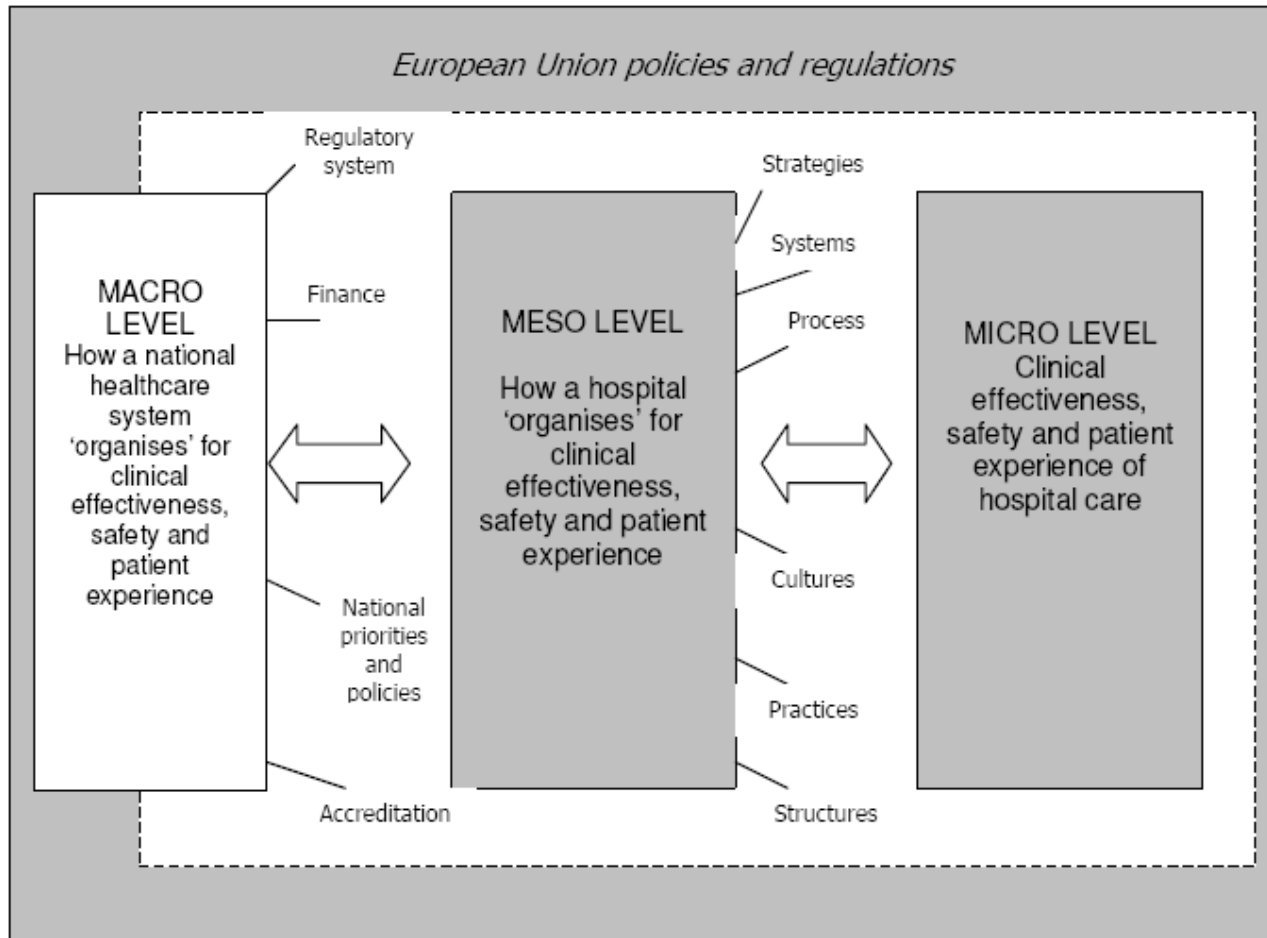 European Union policies and regulations
Regulatory
system
Finance
National
priorities
and
policies
Accreditation
MACRO
LEVEL
How a national
healthcare
system
‘organises’ for
clinical
effectiveness,
safety and
patient
experience
MESO LEVEL
How a hospital
‘organises’ for
clinical
effectiveness,
safety and patient
experience
Strategies
Systems
Process
Cultures
Practices
Structures
MICRO LEVEL
Clinical
effectiveness,
safety and patient
experience of
hospital care